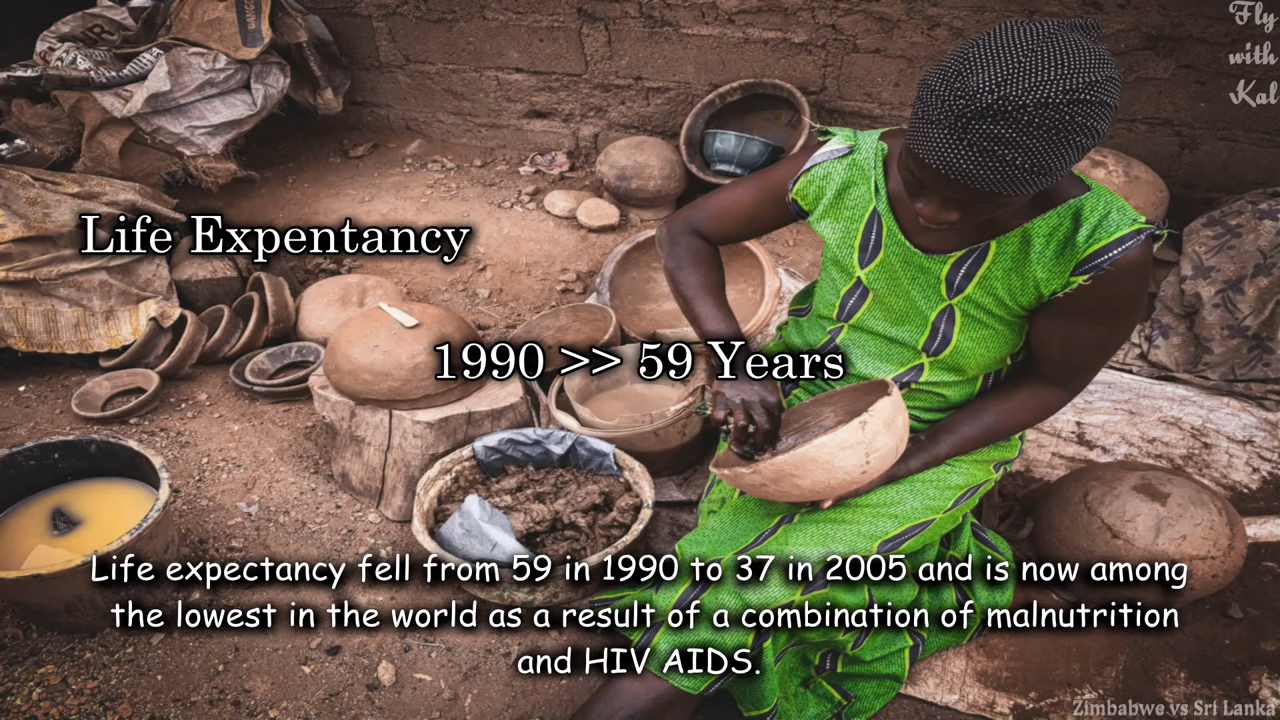 Fly
with
Kal
Life Expentancy
1990 >> 59 Years
Life expectancy fell from 59 in 1990 to 37 in 2005 and is now among
the lowest in the world as a result of a combination of malnutrition
and HIV AIDS.
Zimbabwe vs Sri Lanka